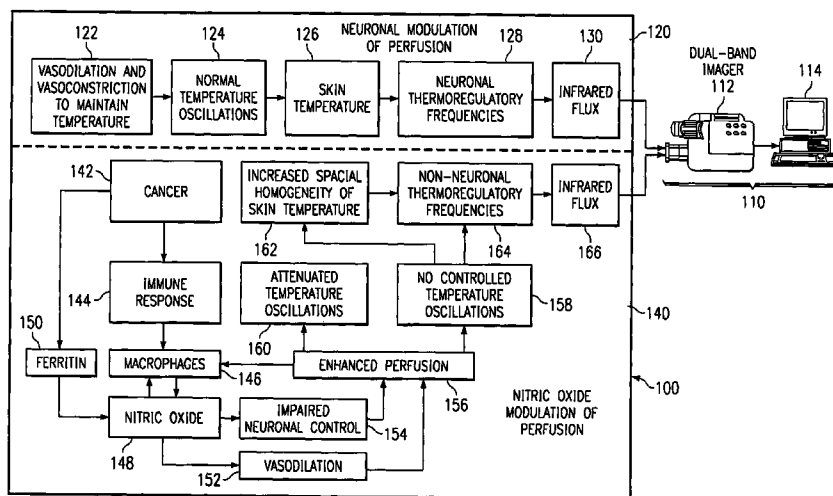 122
124
126
NEURONAL MODULATION
OF PERFUSION
128
130
120
VASODILATION AND
VASOCONSTRICTION
TO MAINTAIN
TEMPERATURE
NORMAL
TEMPERATURE
OSCILLATIONS
SKIN
TEMPERATURE
NEURONAL
THERMOREGULATORY
FREQUENCIES
INFRARED
FLUX
DUAL-BAND
IMAGER
112
114
110
142
CANCER
INCREASED SPACIAL
HOMOGENEITY OF
SKIN TEMPERATURE
162
NON-NEURONAL
THERMOREGULATORY
FREQUENCIES
164
INFRARED
FLUX
166
144
IMMUNE
RESPONSE
ATTENUATED
TEMPERATURE
OSCILLATIONS
160
NO CONTROLLED
TEMPERATURE
OSCILLATIONS
158
140
150
FERRITIN
MACROPHAGES
146
ENHANCED PERFUSION
156
100
NITRIC OXIDE
148
IMPAIRED
NEURONAL CONTROL
154
NITRIC OXIDE
MODULATION OF
PERFUSION
152
VASODILATION